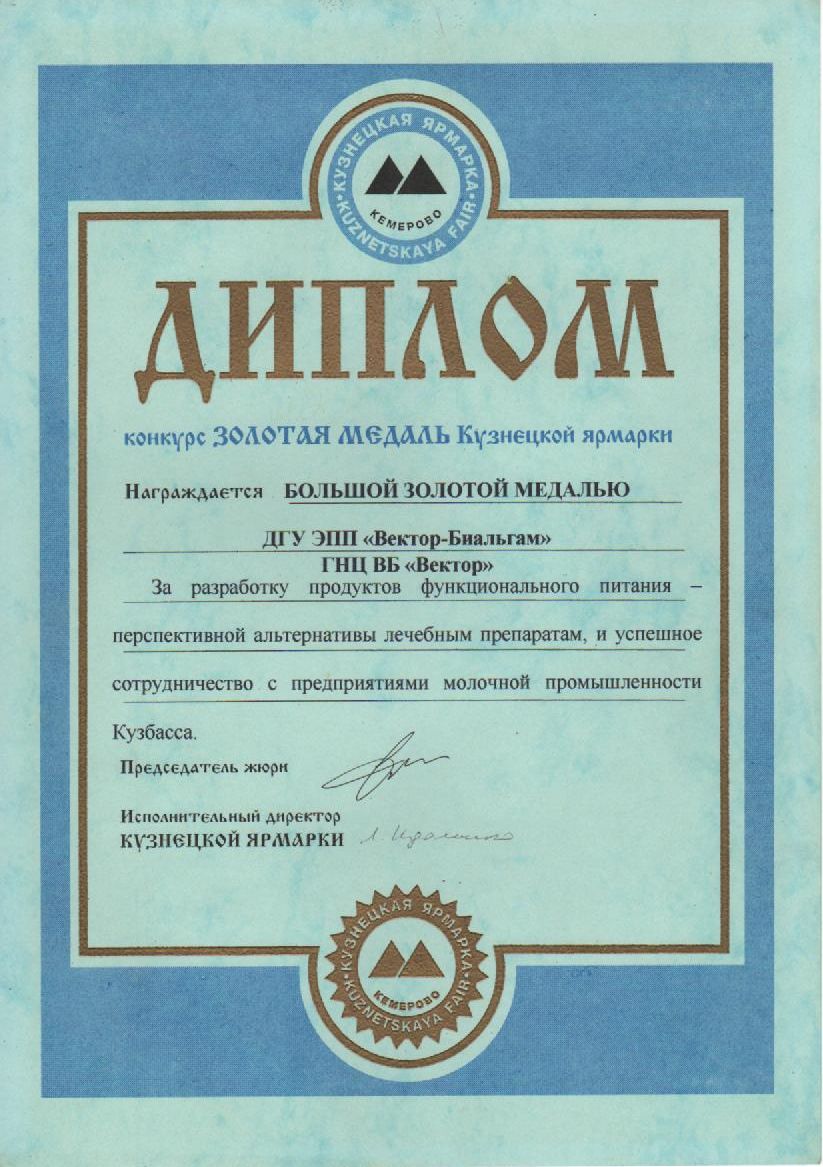 КУЗНЕЦКАЯ ЯРМАРКА
КЕМЕРОВО
KUZNETSKAYA FAIR
ДИПЛОМ
конкурс ЗОЛОТАЯ МЕДАЛЬ Кузнецкой ярмарки
Награждается БОЛЬШОЙ ЗОЛОТОЙ МЕДАЛЬЮ
ДГУ ЭПП «Вектор-Биальгам»
ГНЦ ВБ «Вектор»
За разработку продуктов функционального питания –
перспективной альтернативы лечебным препаратам, и успешное
сотрудничество с предприятиями молочной промышленности
Кузбасса.
Председатель жюри
Исполнительный директор
КУЗНЕЦКОЙ ЯРМАРКИ
КУЗНЕЦКАЯ ЯРМАРКА
КЕМЕРОВО
KUZNETSKAYA FAIR